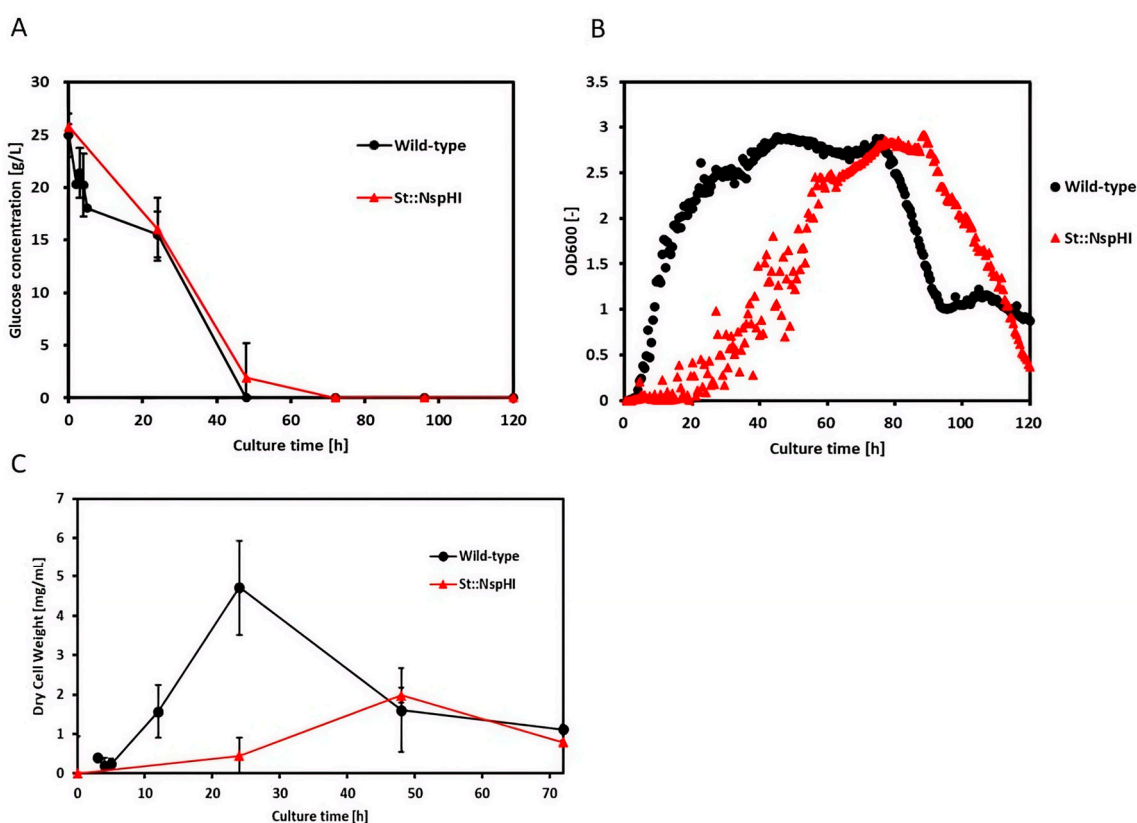 A
Glucose concentration [g/L]
30
25
20
15
10
5
0
0 20 40 60 80 100 120
Culture time [h]
Wild-type
St::NspHI
B
OD600 [-]
3.5
3
2.5
2
1.5
1
0.5
0
0 20 40 60 80 100 120
Culture time [h]
Wild-type
St::NspHI
C
Dry Cell Weight [mg/mL]
7
6
5
4
3
2
1
0
0 10 20 30 40 50 60 70
Culture time [h]
Wild-type
St::NspHI